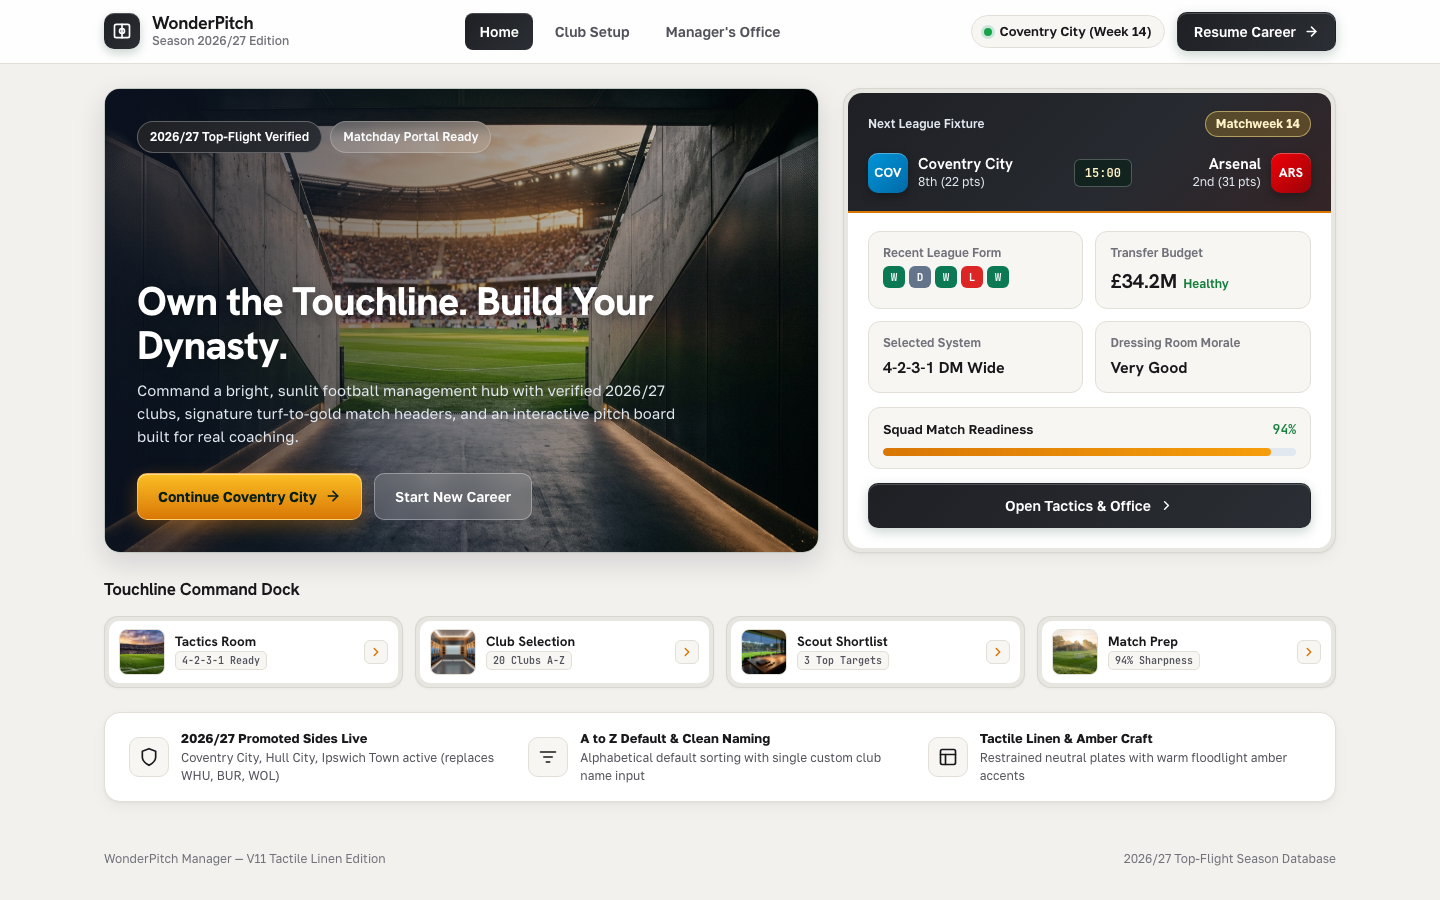 WonderPitch
Season 2026/27 Edition
Home
Club Setup
Manager's Office
Coventry City (Week 14)
Resume Career
2026/27 Top-Flight Verified
Matchday Portal Ready
Own the Touchline. Build Your
Dynasty.
Command a bright, sunlit football management hub with verified 2026/27
clubs, signature turf-to-gold match headers, and an interactive pitch board
built for real coaching.
Continue Coventry City
Start New Career
Next League Fixture
Matchweek 14
COV
Coventry City
8th (22 pts)
15:00
Arsenal
2nd (31 pts)
ARS
Recent League Form
W D W L W
Transfer Budget
£34.2M Healthy
Selected System
4-2-3-1 DM Wide
Dressing Room Morale
Very Good
Squad Match Readiness
94%
Open Tactics & Office
Touchline Command Dock
Tactics Room
4-2-3-1 Ready
Club Selection
20 Clubs A-Z
Scout Shortlist
3 Top Targets
Match Prep
94% Sharpness
2026/27 Promoted Sides Live
Coventry City, Hull City, Ipswich Town active (replaces
WHU, BUR, WOL)
A to Z Default & Clean Naming
Alphabetical default sorting with single custom club
name input
Tactile Linen & Amber Craft
Restrained neutral plates with warm floodlight amber
accents
WonderPitch Manager — V11 Tactile Linen Edition
2026/27 Top-Flight Season Database